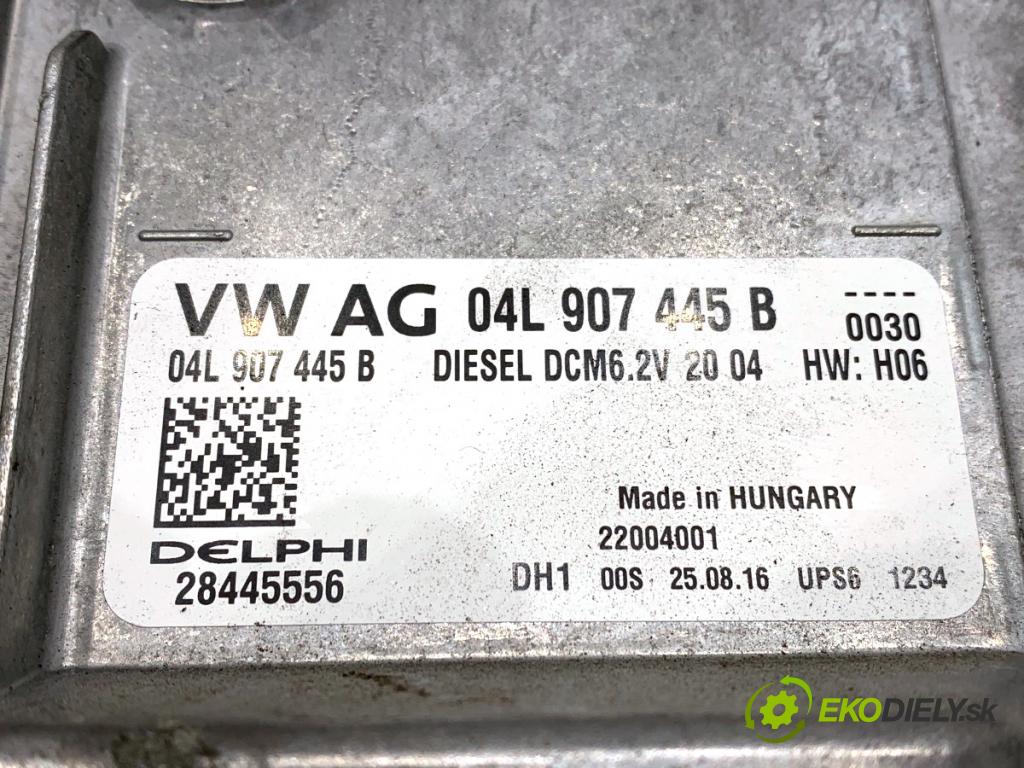 VW AG 04L 907 445 B
----
0030
04L 907 445 B DIESEL DCM6.2V 20 04 HW: H06
Made in HUNGARY
DELPHI
22004001
28445556
DH1 00S 25.08.16 UPS6 1234
EKODIELY.sk